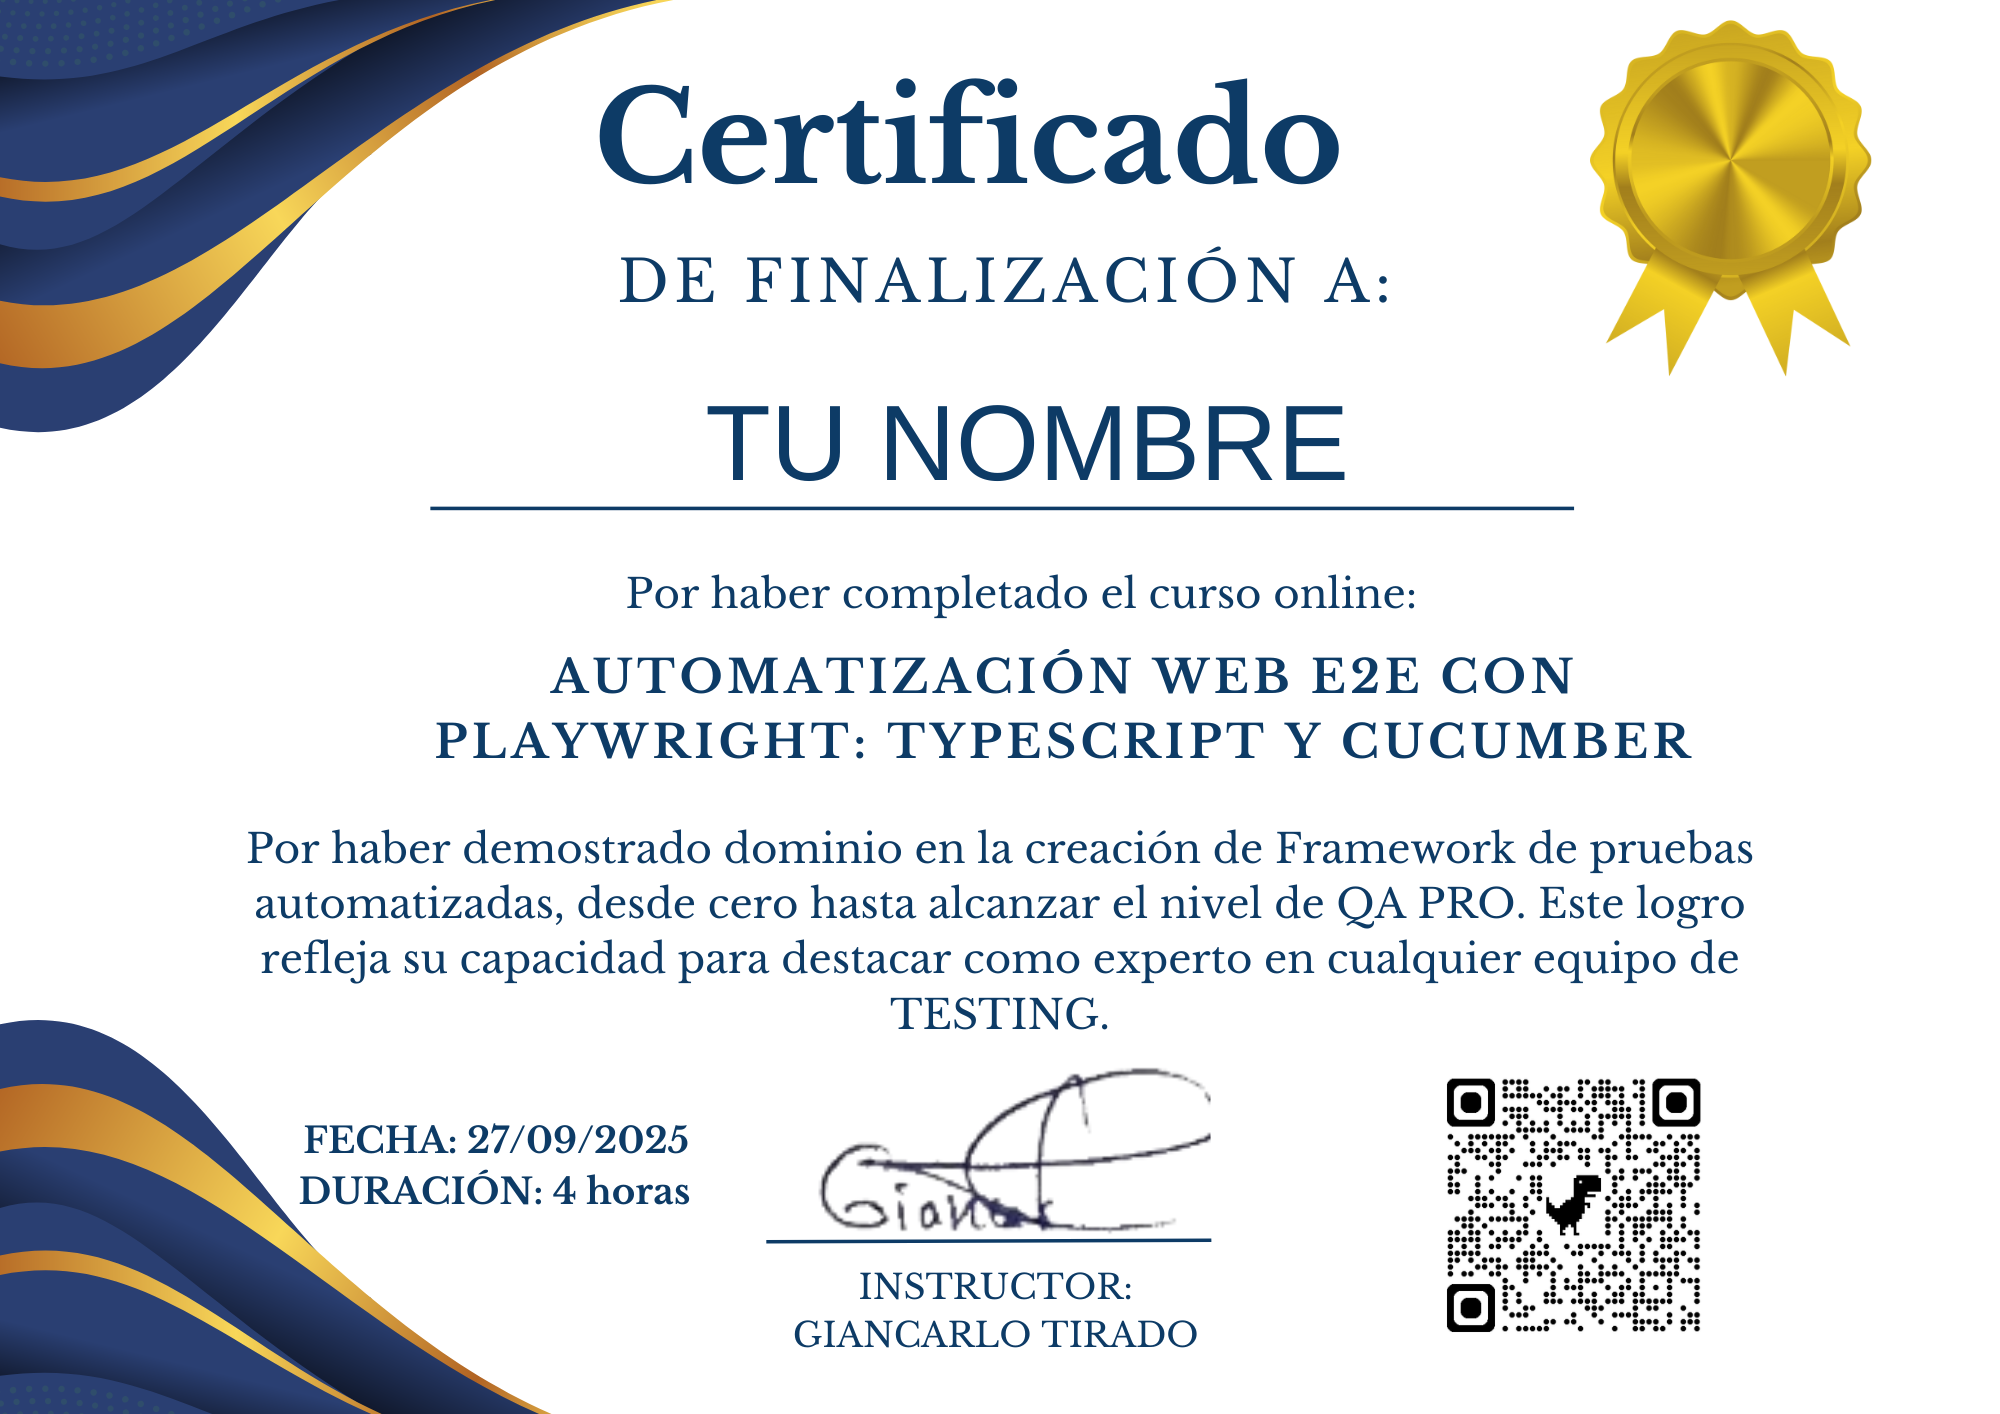 Certificado
DE FINALIZACIÓN A:
TU NOMBRE
Por haber completado el curso online:
AUTOMATIZACIÓN WEB E2E CON
PLAYWRIGHT: TYPESCRIPT Y CUCUMBER
Por haber demostrado dominio en la creación de Framework de pruebas
automatizadas, desde cero hasta alcanzar el nivel de QA PRO. Este logro
refleja su capacidad para destacar como experto en cualquier equipo de
TESTING.
FECHA: 27/09/2025
DURACIÓN: 4 horas
INSTRUCTOR:
GIANCARLO TIRADO